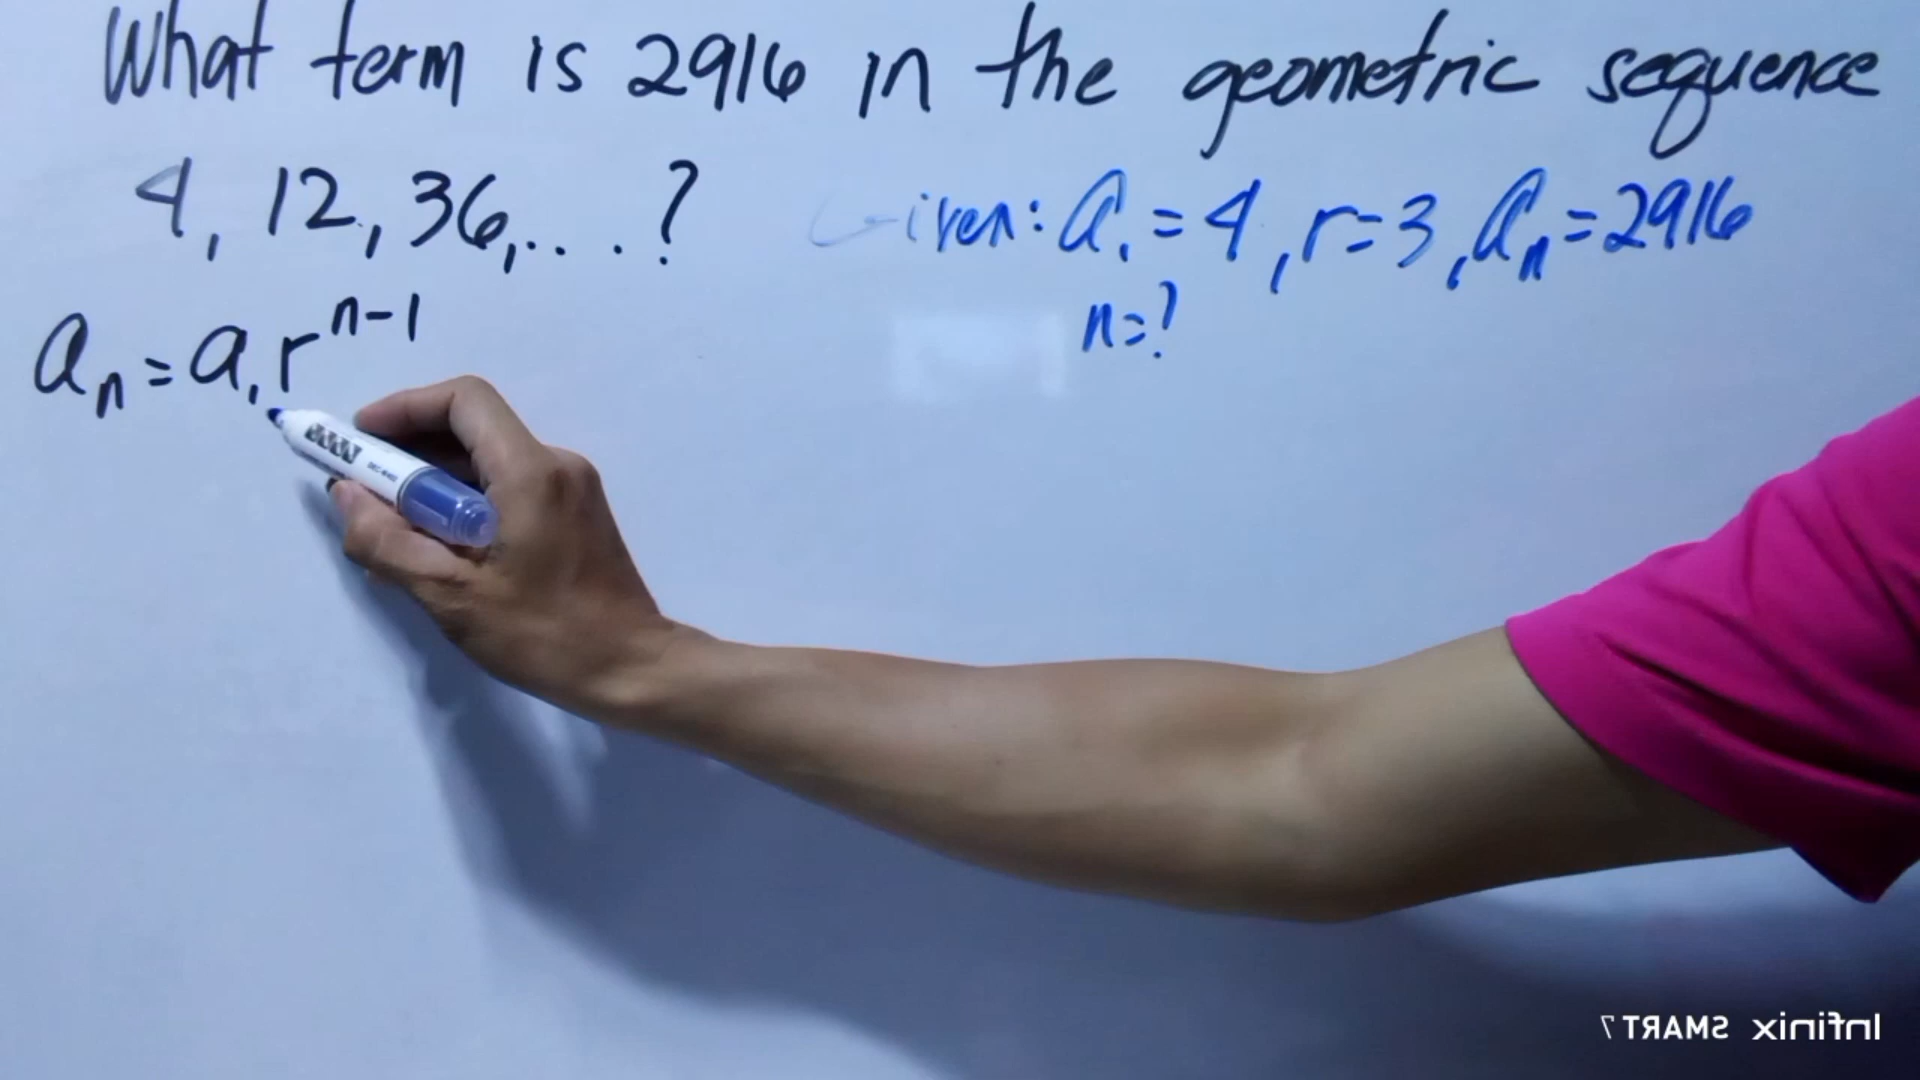 What term is 2916 in the geometric sequence
4, 12, 36, . . . ?
Given: a₁ = 4, r = 3, aₙ = 2916
n = ?
aₙ = a₁rⁿ⁻¹
Infinix SMART 7